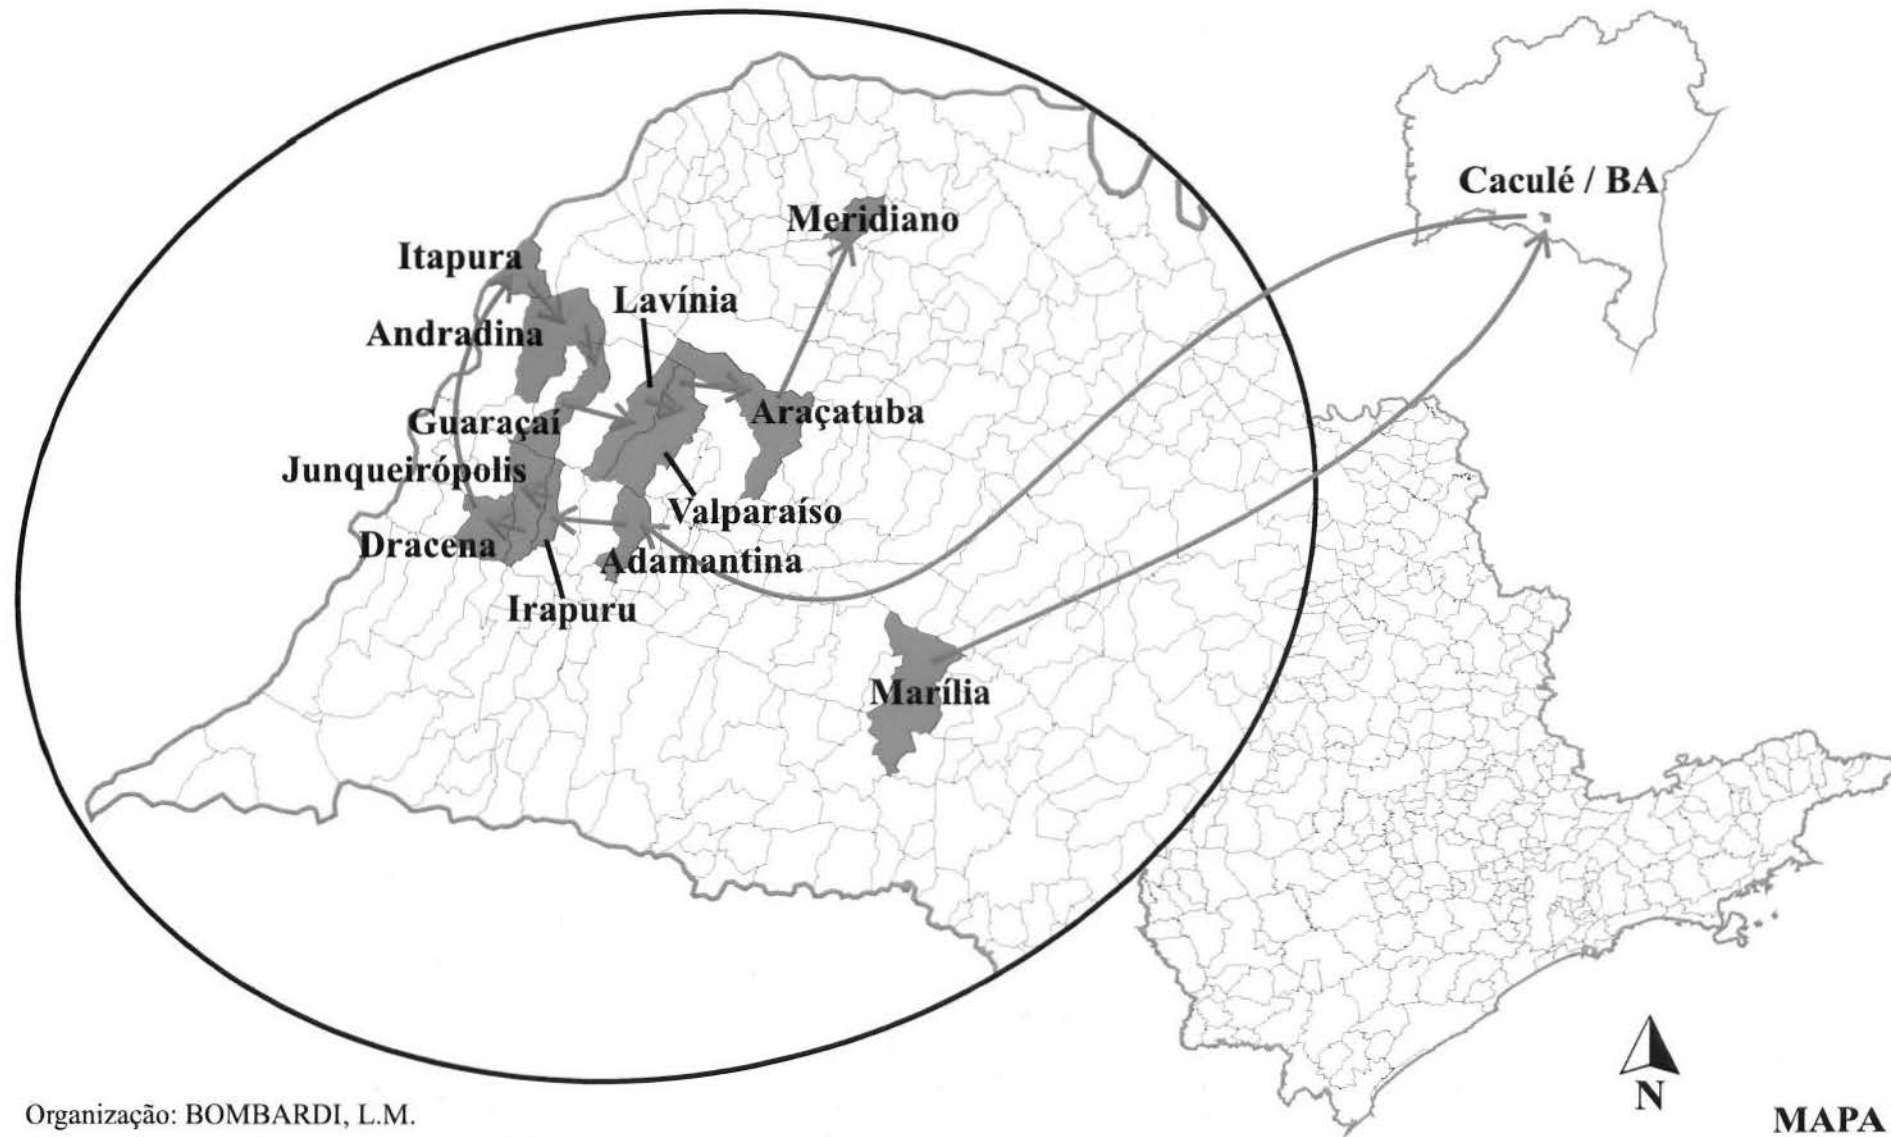 Caculé / BA
Meridiano
Itapura
Lavínia
Andradina
Araçatuba
Guaraçaí
Junqueirópolis
Valparaíso
Dracena
Adamantina
Irapuru
Marília
N
Organização: BOMBARDI, L.M.
MAPA